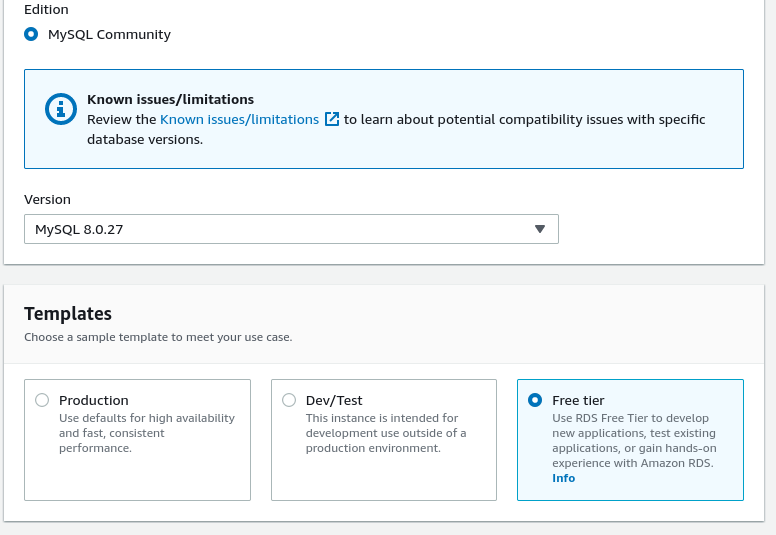 Edition
MySQL Community
Known issues/limitations
Review the Known issues/limitations to learn about potential compatibility issues with specific
database versions.
Version
MySQL 8.0.27
Templates
Choose a sample template to meet your use case.
Production
Use defaults for high availability
and fast, consistent
performance.
Dev/Test
This instance is intended for
development use outside of a
production environment.
Free tier
Use RDS Free Tier to develop
new applications, test existing
applications, or gain hands-on
experience with Amazon RDS.
Info